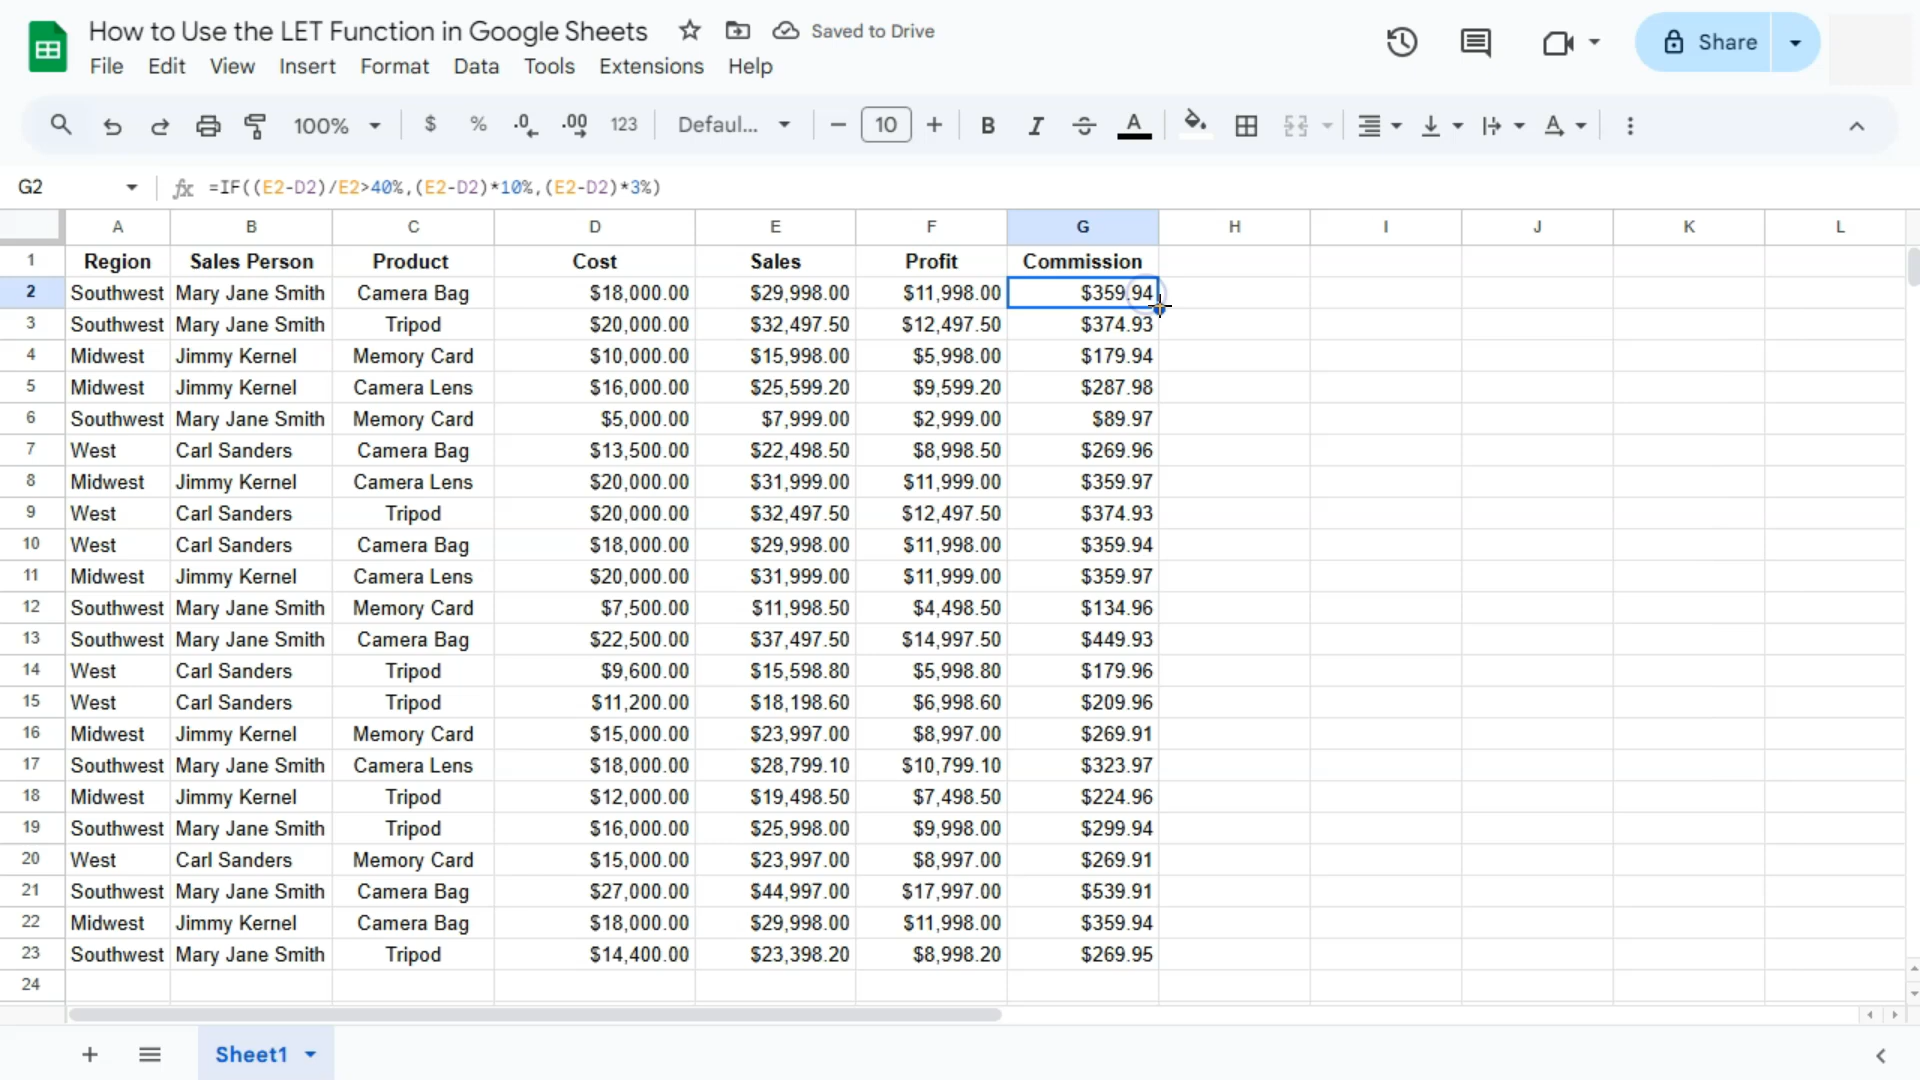 How to Use the LET Function in Google Sheets Saved to Drive
File Edit View Insert Format Data Tools Extensions Help
Share
100% $ % .0 .00 123 Defaul... 10 B I A
G2 fx =IF((E2-D2)/E2>40%,(E2-D2)*10%,(E2-D2)*3%)
A B C D E F G H I J K L
1 Region Sales Person Product Cost Sales Profit Commission
2 Southwest Mary Jane Smith Camera Bag $18,000.00 $29,998.00 $11,998.00 $359.94
3 Southwest Mary Jane Smith Tripod $20,000.00 $32,497.50 $12,497.50 $374.93
4 Midwest Jimmy Kernel Memory Card $10,000.00 $15,998.00 $5,998.00 $179.94
5 Midwest Jimmy Kernel Camera Lens $16,000.00 $25,599.20 $9,599.20 $287.98
6 Southwest Mary Jane Smith Memory Card $5,000.00 $7,999.00 $2,999.00 $89.97
7 West Carl Sanders Camera Bag $13,500.00 $22,498.50 $8,998.50 $269.96
8 Midwest Jimmy Kernel Camera Lens $20,000.00 $31,999.00 $11,999.00 $359.97
9 West Carl Sanders Tripod $20,000.00 $32,497.50 $12,497.50 $374.93
10 West Carl Sanders Camera Bag $18,000.00 $29,998.00 $11,998.00 $359.94
11 Midwest Jimmy Kernel Camera Lens $20,000.00 $31,999.00 $11,999.00 $359.97
12 Southwest Mary Jane Smith Memory Card $7,500.00 $11,998.50 $4,498.50 $134.96
13 Southwest Mary Jane Smith Camera Bag $22,500.00 $37,497.50 $14,997.50 $449.93
14 West Carl Sanders Tripod $9,600.00 $15,598.80 $5,998.80 $179.96
15 West Carl Sanders Tripod $11,200.00 $18,198.60 $6,998.60 $209.96
16 Midwest Jimmy Kernel Memory Card $15,000.00 $23,997.00 $8,997.00 $269.91
17 Southwest Mary Jane Smith Camera Lens $18,000.00 $28,799.10 $10,799.10 $323.97
18 Midwest Jimmy Kernel Tripod $12,000.00 $19,498.50 $7,498.50 $224.96
19 Southwest Mary Jane Smith Tripod $16,000.00 $25,998.00 $9,998.00 $299.94
20 West Carl Sanders Memory Card $15,000.00 $23,997.00 $8,997.00 $269.91
21 Southwest Mary Jane Smith Camera Bag $27,000.00 $44,997.00 $17,997.00 $539.91
22 Midwest Jimmy Kernel Camera Bag $18,000.00 $29,998.00 $11,998.00 $359.94
23 Southwest Mary Jane Smith Tripod $14,400.00 $23,398.20 $8,998.20 $269.95
24
Sheet1